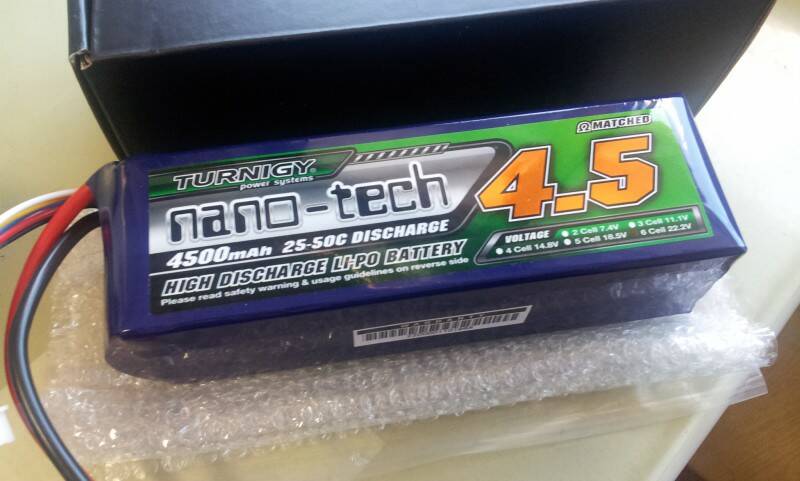 Ω MATCHED
TURNIGY®
power systems
nano-tech
4.5
4500mAh 25-50C DISCHARGE
HIGH DISCHARGE LI-PO BATTERY
Please read safety warning & usage guidelines on reverse side
VOLTAGE • 2 Cell 7.4V • 3 Cell 11.1V
• 4 Cell 14.8V • 5 Cell 18.5V 6 Cell 22.2V